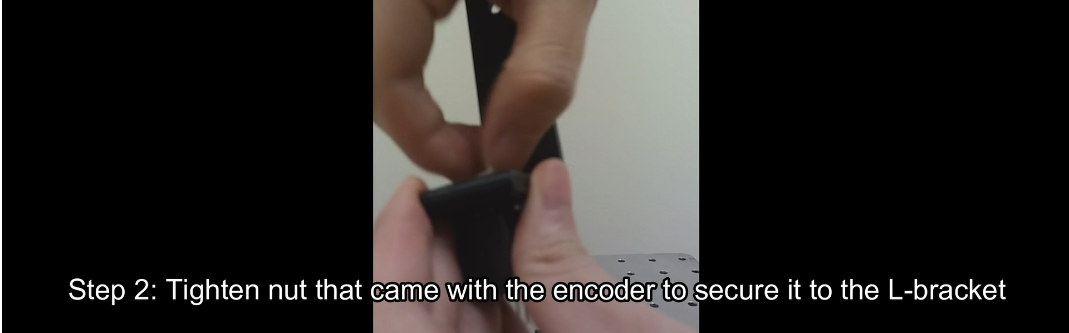 Step 2: Tighten nut that came with the encoder to secure it to the L-bracket